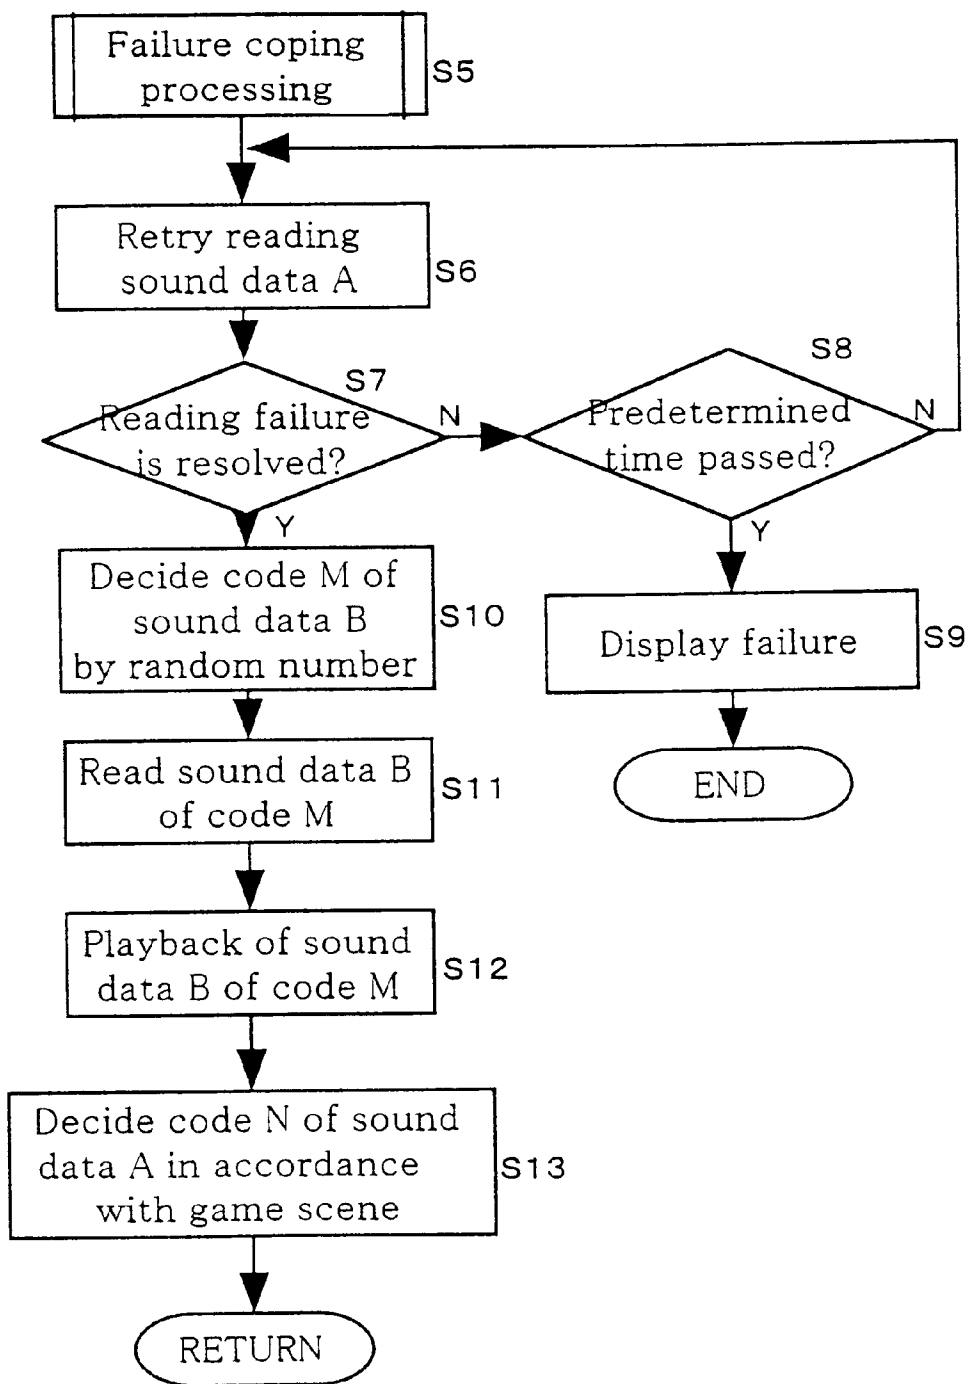 Failure coping
processing
S5
Retry reading
sound data A
S6
S7
Reading failure
is resolved?
N
Y
S8
Predetermined
time passed?
N
Y
Display failure
S9
END
Decide code M of
sound data B
by random number
S10
Read sound data B
of code M
S11
Playback of sound
data B of code M
S12
Decide code N of sound
data A in accordance
with game scene
S13
RETURN